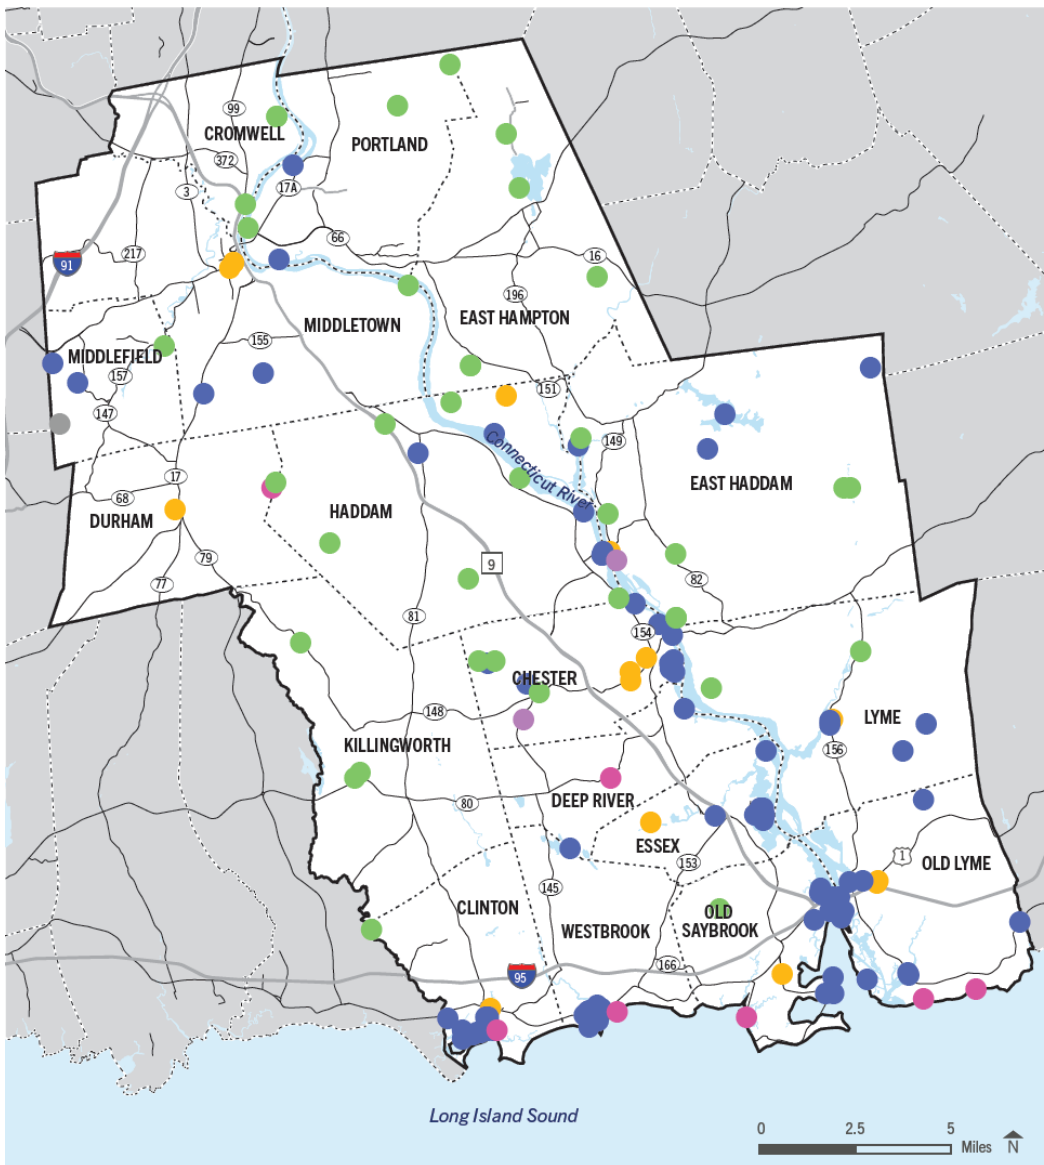 99
CROMWELL
PORTLAND
372
3
17A
66
217
91
16
196
MIDDLETOWN
EAST HAMPTON
155
MIDDLEFIELD
157
151
147
149
Connecticut River
17
68
EAST HADDAM
DURHAM
HADDAM
79
9
77
82
81
154
CHESTER
148
LYME
KILLINGWORTH
156
80
DEEP RIVER
ESSEX
1
153
OLD LYME
145
CLINTON
OLD
SAYBROOK
WESTBROOK
166
95
Long Island Sound
0 2.5 5
Miles N